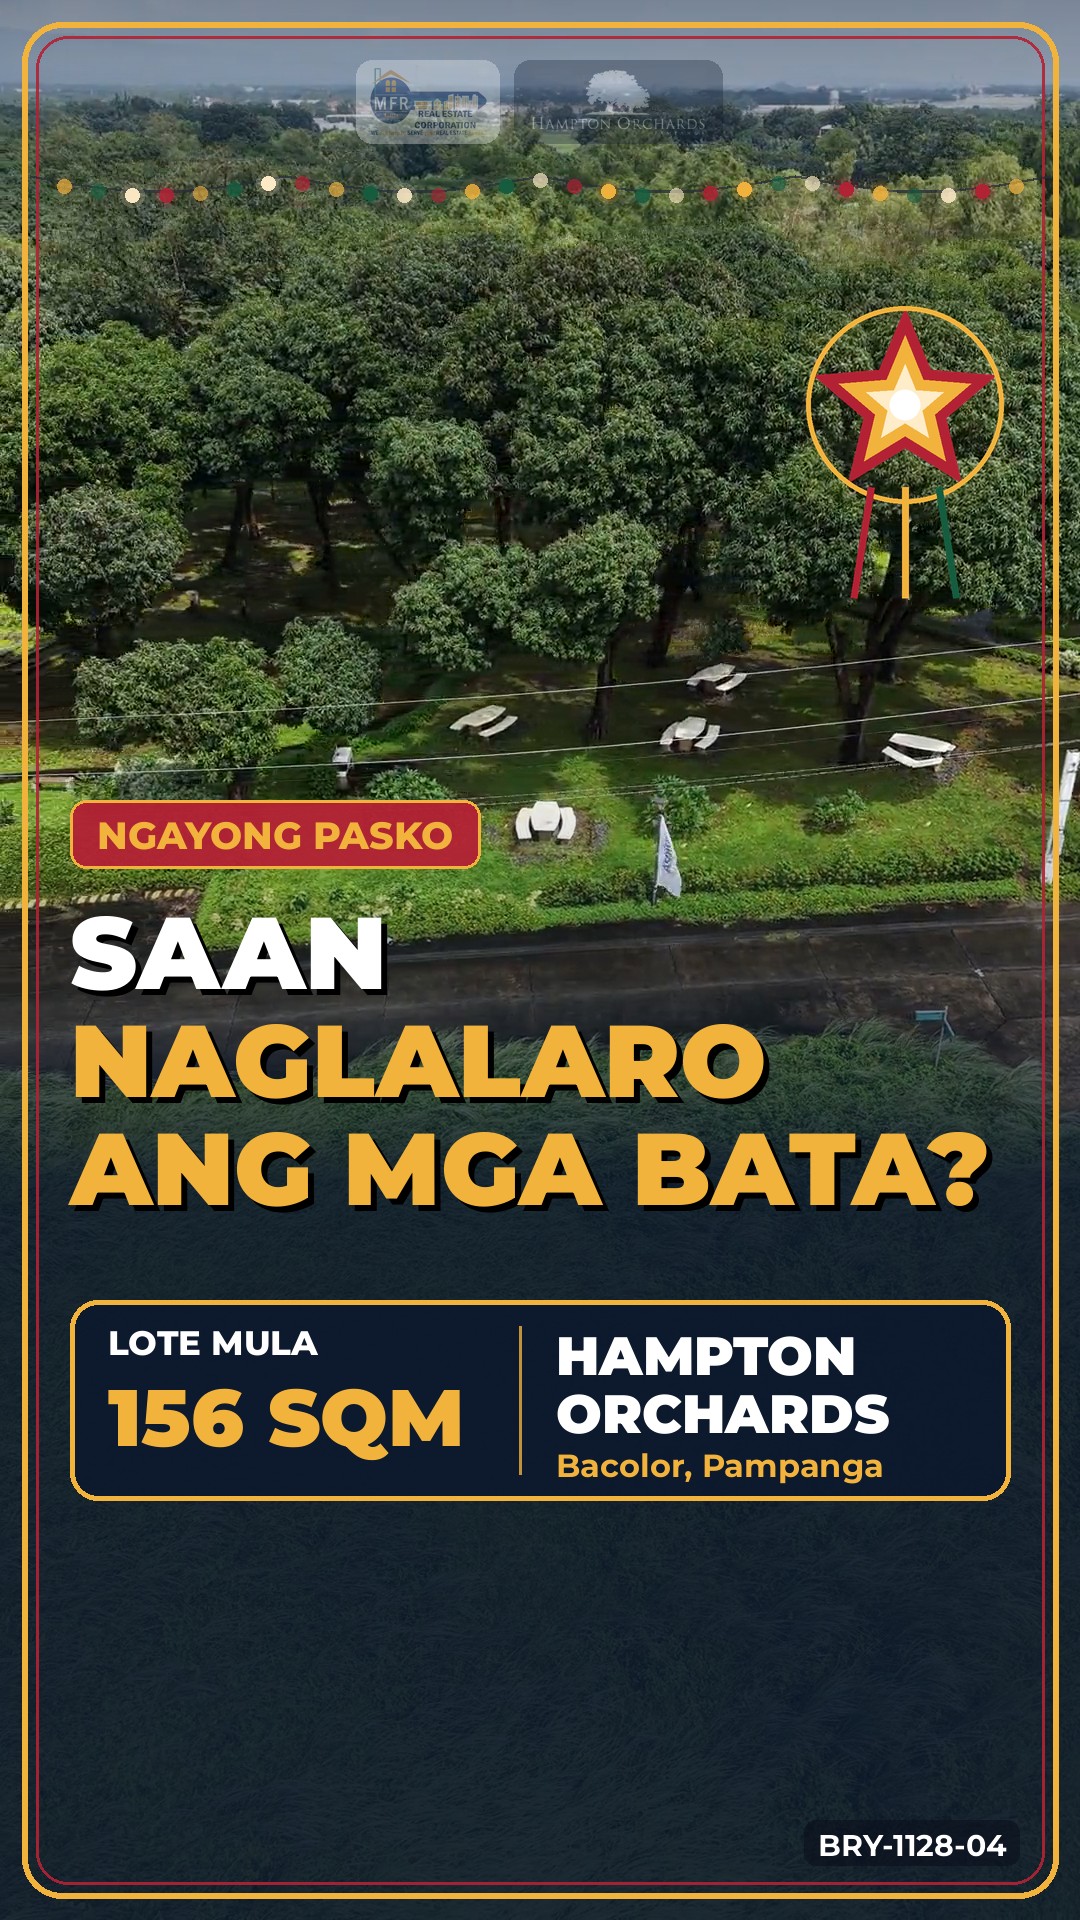 MFR
REAL ESTATE
CORPORATION
HAMPTON ORCHARDS
NGAYONG PASKO
SAAN
NAGLALARO
ANG MGA BATA?
LOTE MULA
156 SQM
HAMPTON
ORCHARDS
Bacolor, Pampanga
BRY-1128-04